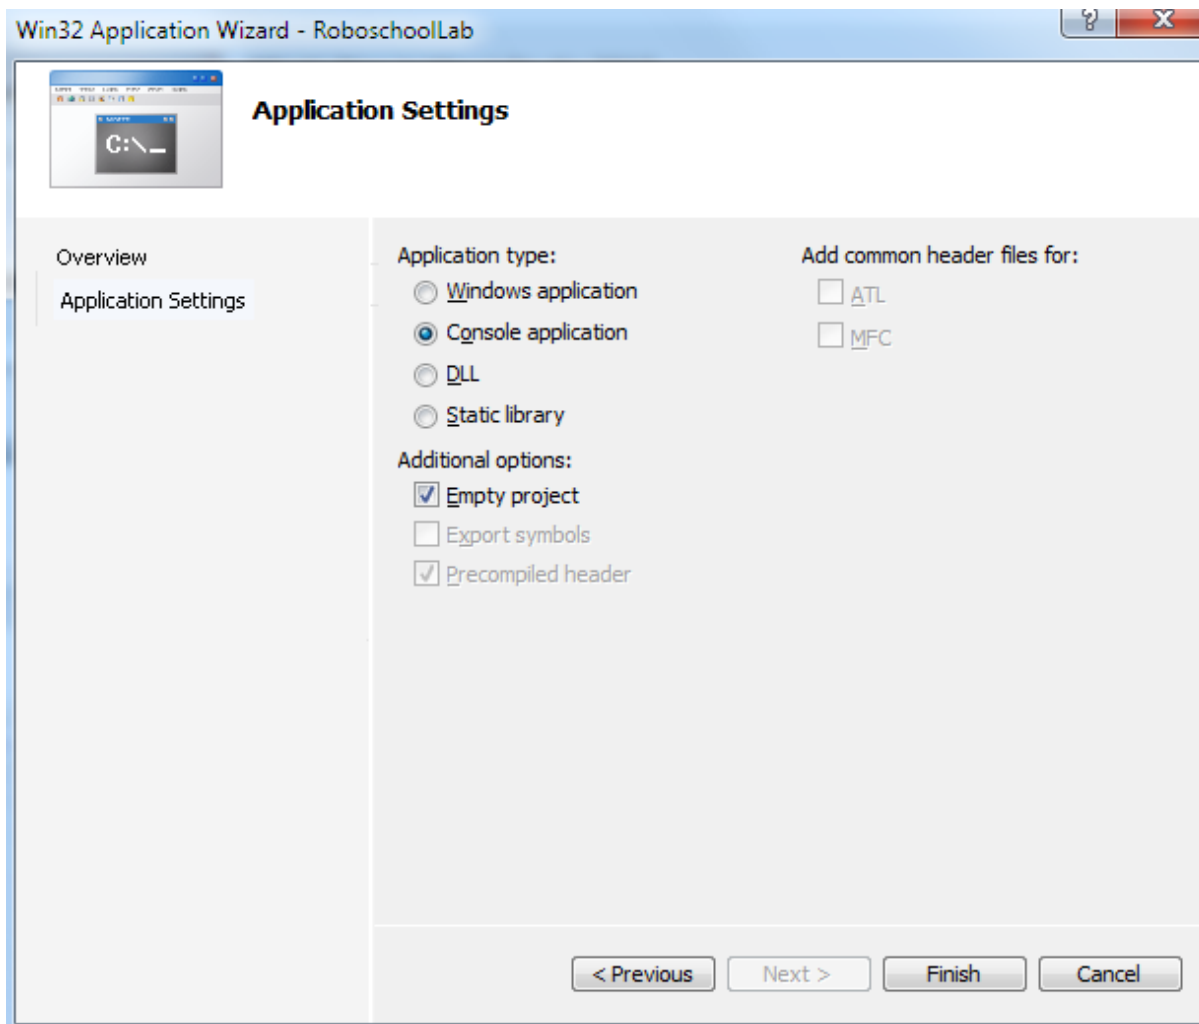 Win32 Application Wizard - RoboschoolLab
?
X
C:\_
Application Settings
Overview
Application Settings
Application type:
Windows application
Console application
DLL
Static library
Additional options:
Empty project
Export symbols
Precompiled header
Add common header files for:
ATL
MFC
< Previous
Next >
Finish
Cancel